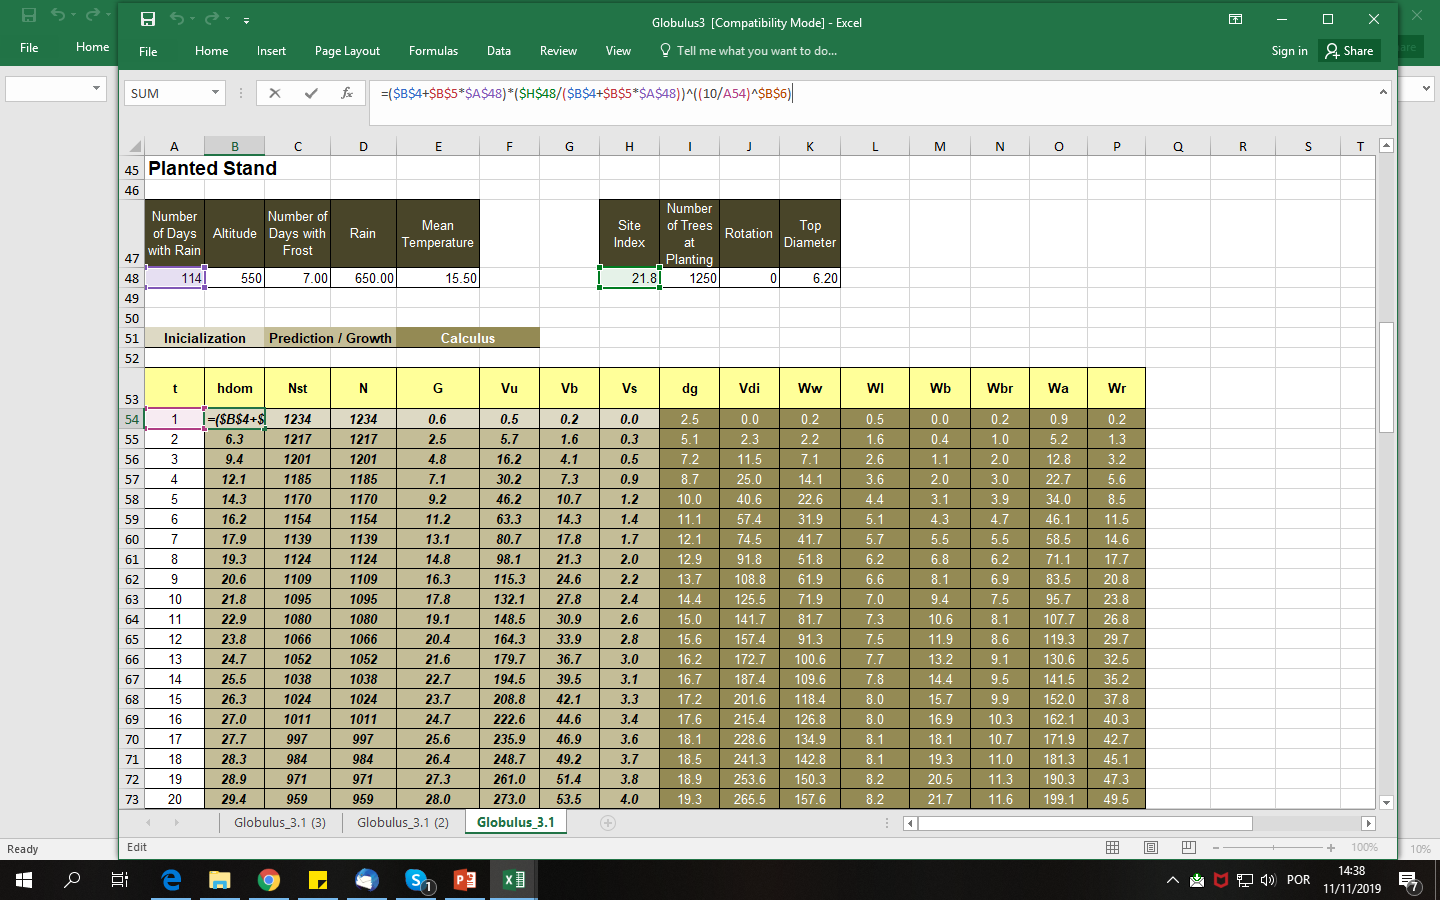 Globulus3 [Compatibility Mode] - Excel
File Home
File Home Insert Page Layout Formulas Data Review View Tell me what you want to do... Sign in Share
SUM fx =($B$4+$B$5*$A$48)*($H$48/($B$4+$B$5*$A$48))^((10/A54)^$B$6)
A B C D E F G H I J K L M N O P Q R S T
45 Planted Stand
46
47 Number of Days with Rain Altitude Number of Days with Frost Rain Mean Temperature Site Index Number of Trees at Planting Rotation Top Diameter
48 114 550 7.00 650.00 15.50 21.8 1250 0 6.20
49
50
51 Inicialization Prediction / Growth Calculus
52
53 t hdom Nst N G Vu Vb Vs dg Vdi Ww Wl Wb Wbr Wa Wr
54 1 =($B$4+$ 1234 1234 0.6 0.5 0.2 0.0 2.5 0.0 0.2 0.5 0.0 0.2 0.9 0.2
55 2 6.3 1217 1217 2.5 5.7 1.6 0.3 5.1 2.3 2.2 1.6 0.4 1.0 5.2 1.3
56 3 9.4 1201 1201 4.8 16.2 4.1 0.5 7.2 11.5 7.1 2.6 1.1 2.0 12.8 3.2
57 4 12.1 1185 1185 7.1 30.2 7.3 0.9 8.7 25.0 14.1 3.6 2.0 3.0 22.7 5.6
58 5 14.3 1170 1170 9.2 46.2 10.7 1.2 10.0 40.6 22.6 4.4 3.1 3.9 34.0 8.5
59 6 16.2 1154 1154 11.2 63.3 14.3 1.4 11.1 57.4 31.9 5.1 4.3 4.7 46.1 11.5
60 7 17.9 1139 1139 13.1 80.7 17.8 1.7 12.1 74.5 41.7 5.7 5.5 5.5 58.5 14.6
61 8 19.3 1124 1124 14.8 98.1 21.3 2.0 12.9 91.8 51.8 6.2 6.8 6.2 71.1 17.7
62 9 20.6 1109 1109 16.3 115.3 24.6 2.2 13.7 108.8 61.9 6.6 8.1 6.9 83.5 20.8
63 10 21.8 1095 1095 17.8 132.1 27.8 2.4 14.4 125.5 71.9 7.0 9.4 7.5 95.7 23.8
64 11 22.9 1080 1080 19.1 148.5 30.9 2.6 15.0 141.7 81.7 7.3 10.6 8.1 107.7 26.8
65 12 23.8 1066 1066 20.4 164.3 33.9 2.8 15.6 157.4 91.3 7.5 11.9 8.6 119.3 29.7
66 13 24.7 1052 1052 21.6 179.7 36.7 3.0 16.2 172.7 100.6 7.7 13.2 9.1 130.6 32.5
67 14 25.5 1038 1038 22.7 194.5 39.5 3.1 16.7 187.4 109.6 7.8 14.4 9.5 141.5 35.2
68 15 26.3 1024 1024 23.7 208.8 42.1 3.3 17.2 201.6 118.4 8.0 15.7 9.9 152.0 37.8
69 16 27.0 1011 1011 24.7 222.6 44.6 3.4 17.6 215.4 126.8 8.0 16.9 10.3 162.1 40.3
70 17 27.7 997 997 25.6 235.9 46.9 3.6 18.1 228.6 134.9 8.1 18.1 10.7 171.9 42.7
71 18 28.3 984 984 26.4 248.7 49.2 3.7 18.5 241.3 142.8 8.1 19.3 11.0 181.3 45.1
72 19 28.9 971 971 27.3 261.0 51.4 3.8 18.9 253.6 150.3 8.2 20.5 11.3 190.3 47.3
73 20 29.4 959 959 28.0 273.0 53.5 4.0 19.3 265.5 157.6 8.2 21.7 11.6 199.1 49.5
Globulus_3.1 (3) Globulus_3.1 (2) Globulus_3.1
Ready Edit 100% 10%
1 POR 14:38 7
11/11/2019